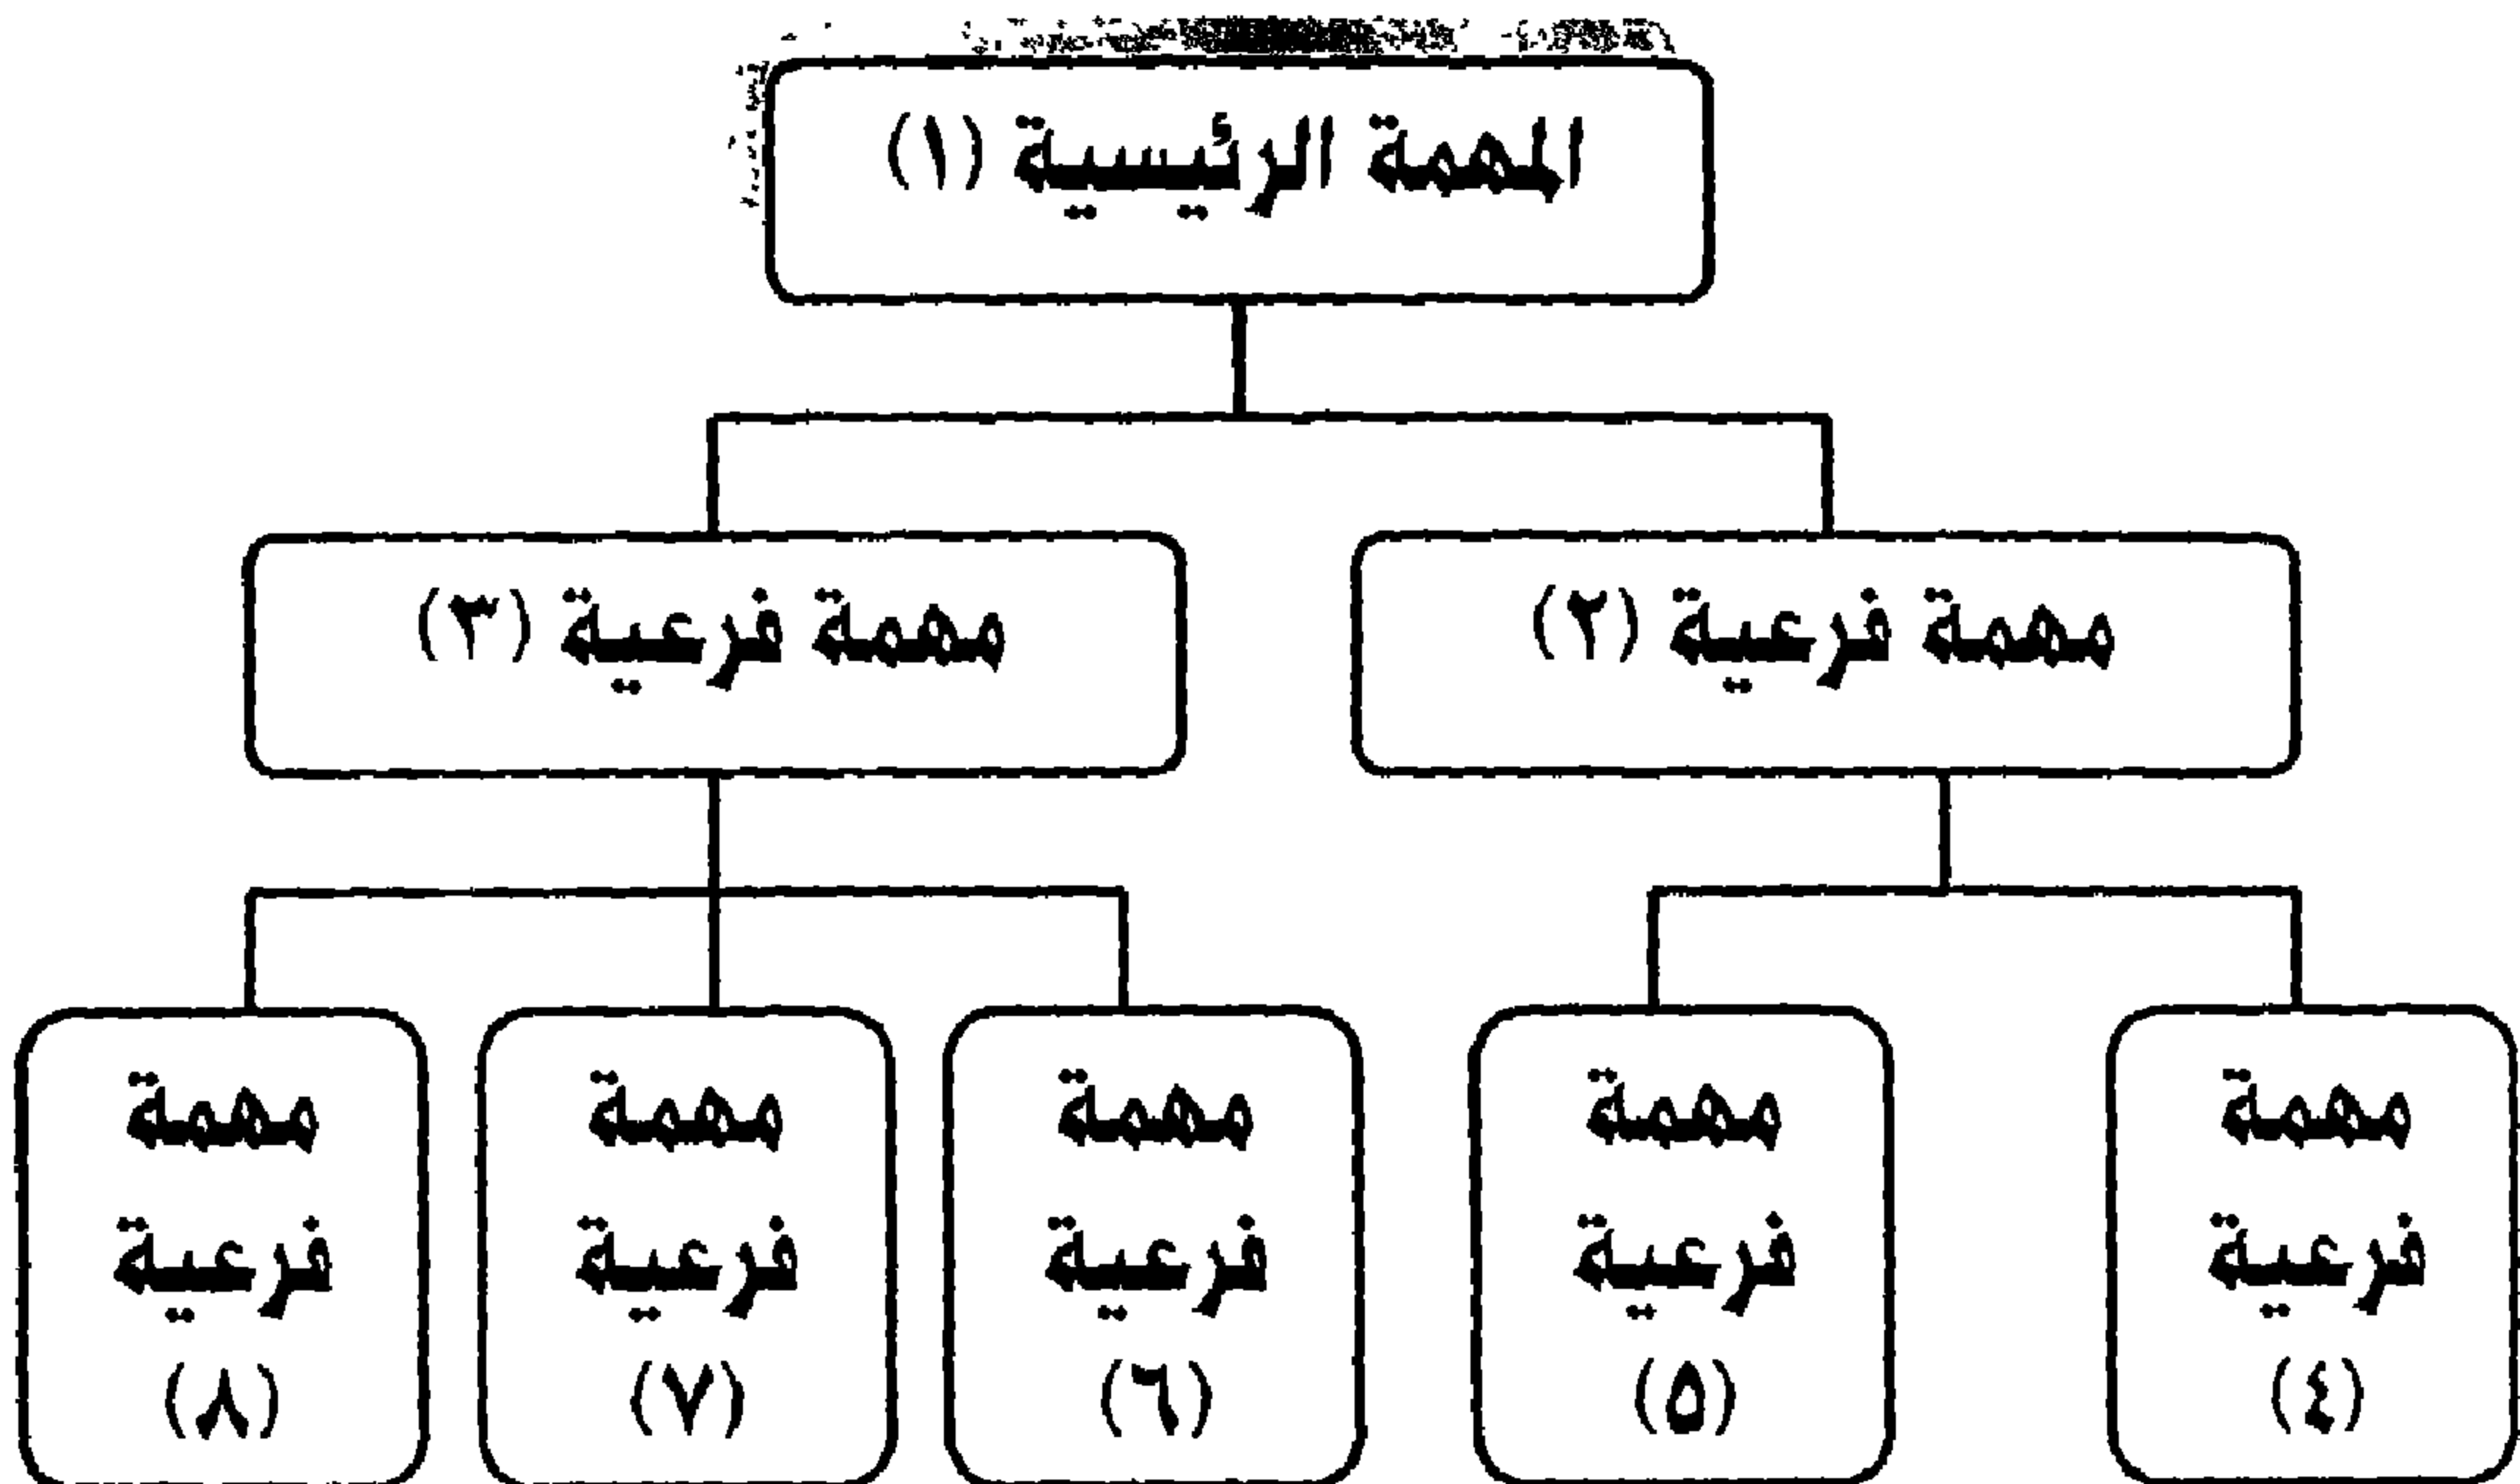 المهمة الرئيسية (١)
مهمة فرعية (٢)
مهمة فرعية (٣)
مهمة
فرعية
(٤)
مهمة
فرعية
(٥)
مهمة
فرعية
(٦)
مهمة
فرعية
(٧)
مهمة
فرعية
(٨)